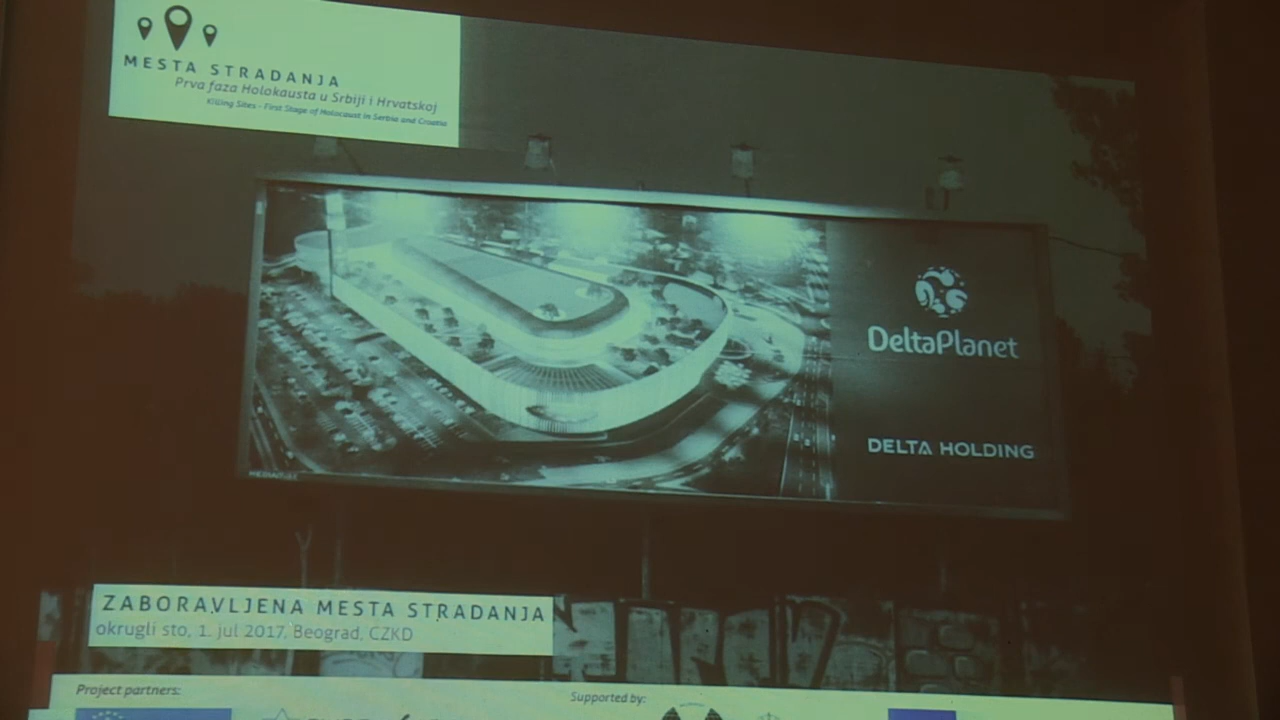 MESTA STRADANJA
Prva faza Holokausta u Srbiji i Hrvatskoj
Killing Sites - First Stage of Holocaust in Serbia and Croatia
DeltaPlanet
DELTA HOLDING
ZABORAVLJENA MESTA STRADANJA
okrugli sto, 1. jul 2017, Beograd, CZKD
Project partners:
Supported by: